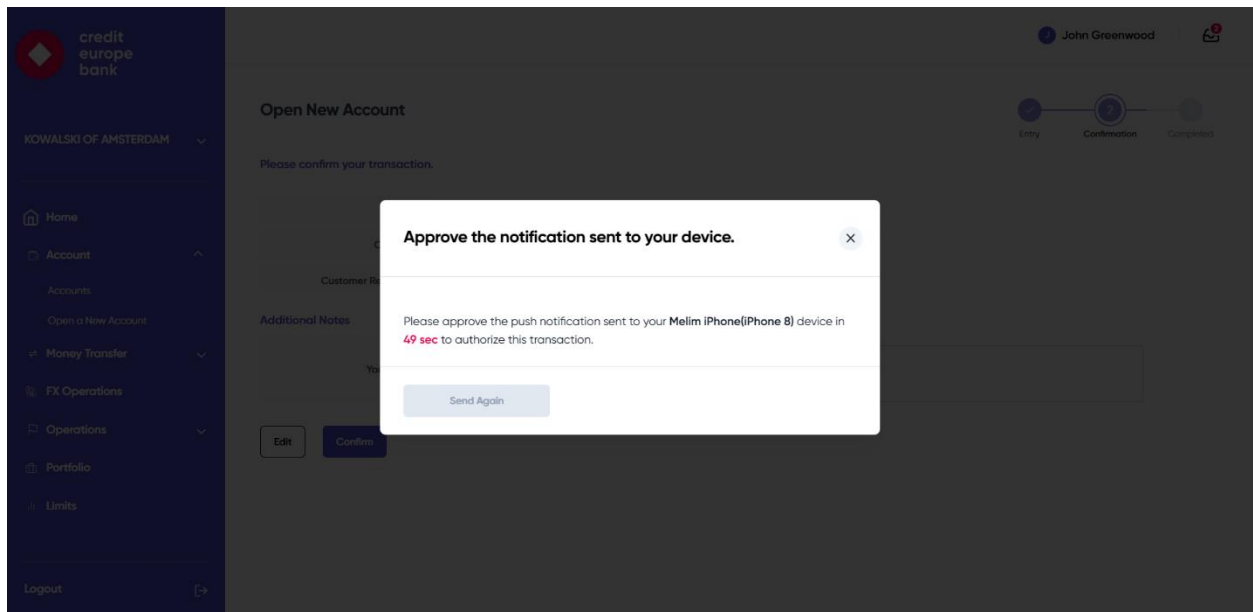 credit
europe
bank
J John Greenwood
KOWALSKI OF AMSTERDAM
Open New Account
Entry
Confirmation
Completed
Please confirm your transaction.
Home
Account
Accounts
Open a New Account
Money Transfer
FX Operations
Operations
Portfolio
Limits
Logout
Customer Re
Additional Notes
You
Approve the notification sent to your device.
Please approve the push notification sent to your Melim iPhone(iPhone 8) device in
49 sec to authorize this transaction.
Send Again
Edit
Confirm